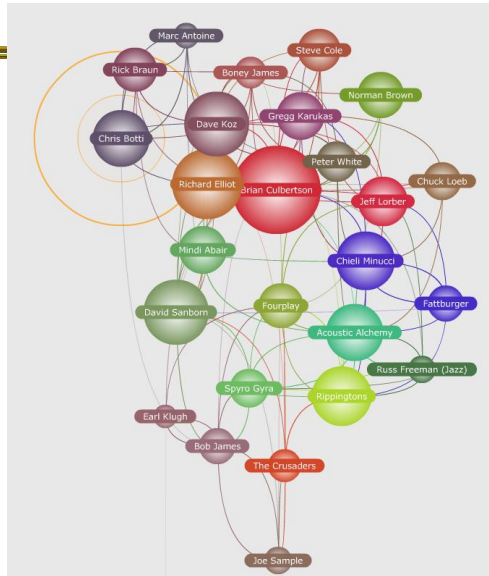 Marc Antoine
Steve Cole
Rick Braun
Boney James
Norman Brown
Gregg Karukas
Dave Koz
Chris Botti
Peter White
Chuck Loeb
Richard Elliot
Brian Culbertson
Jeff Lorber
Mindi Abair
Chieli Minucci
Fattburger
Fourplay
David Sanborn
Acoustic Alchemy
Russ Freeman (Jazz)
Spyro Gyra
Rippingtons
Earl Klugh
Bob James
The Crusaders
Joe Sample